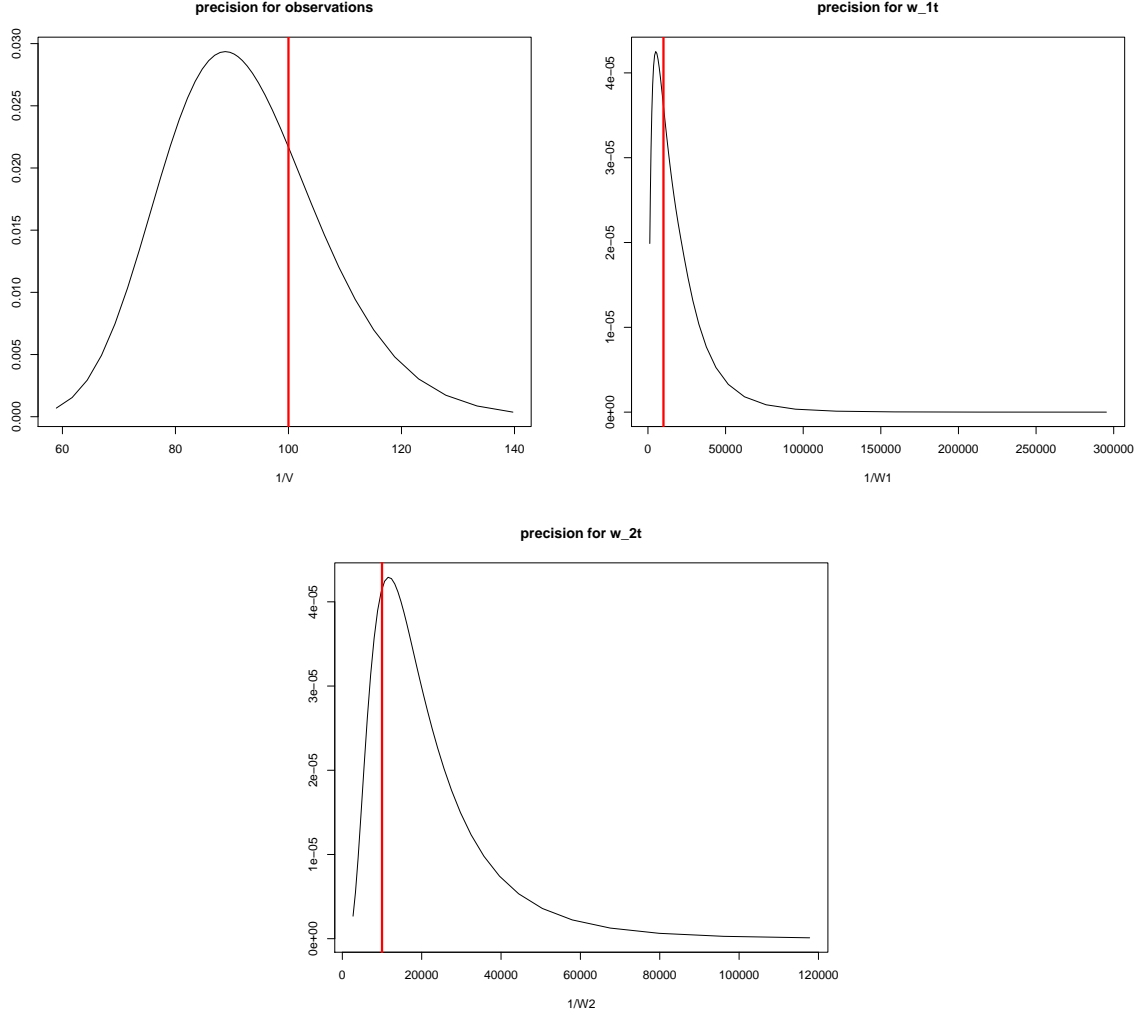 precision for observations
0.030
0.025
0.020
0.015
0.010
0.005
0.000
60 80 100 120 140
1/V
precision for w_1t
4e−05
3e−05
2e−05
1e−05
0e+00
0 50000 100000 150000 200000 250000 300000
1/W1
precision for w_2t
4e−05
3e−05
2e−05
1e−05
0e+00
0 20000 40000 60000 80000 100000 120000
1/W2